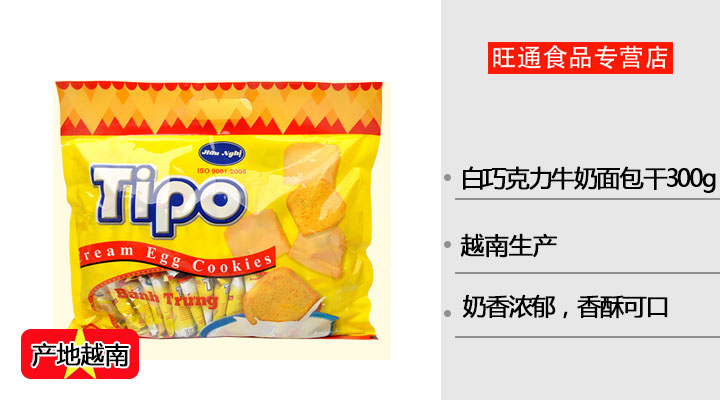 旺通食品专营店
Hữu Nghị
ISO 9001:2008
Tipo
Cream Egg Cookies
Bánh Trứng
白巧克力牛奶面包干300g
越南生产
奶香浓郁，香酥可口
产地越南